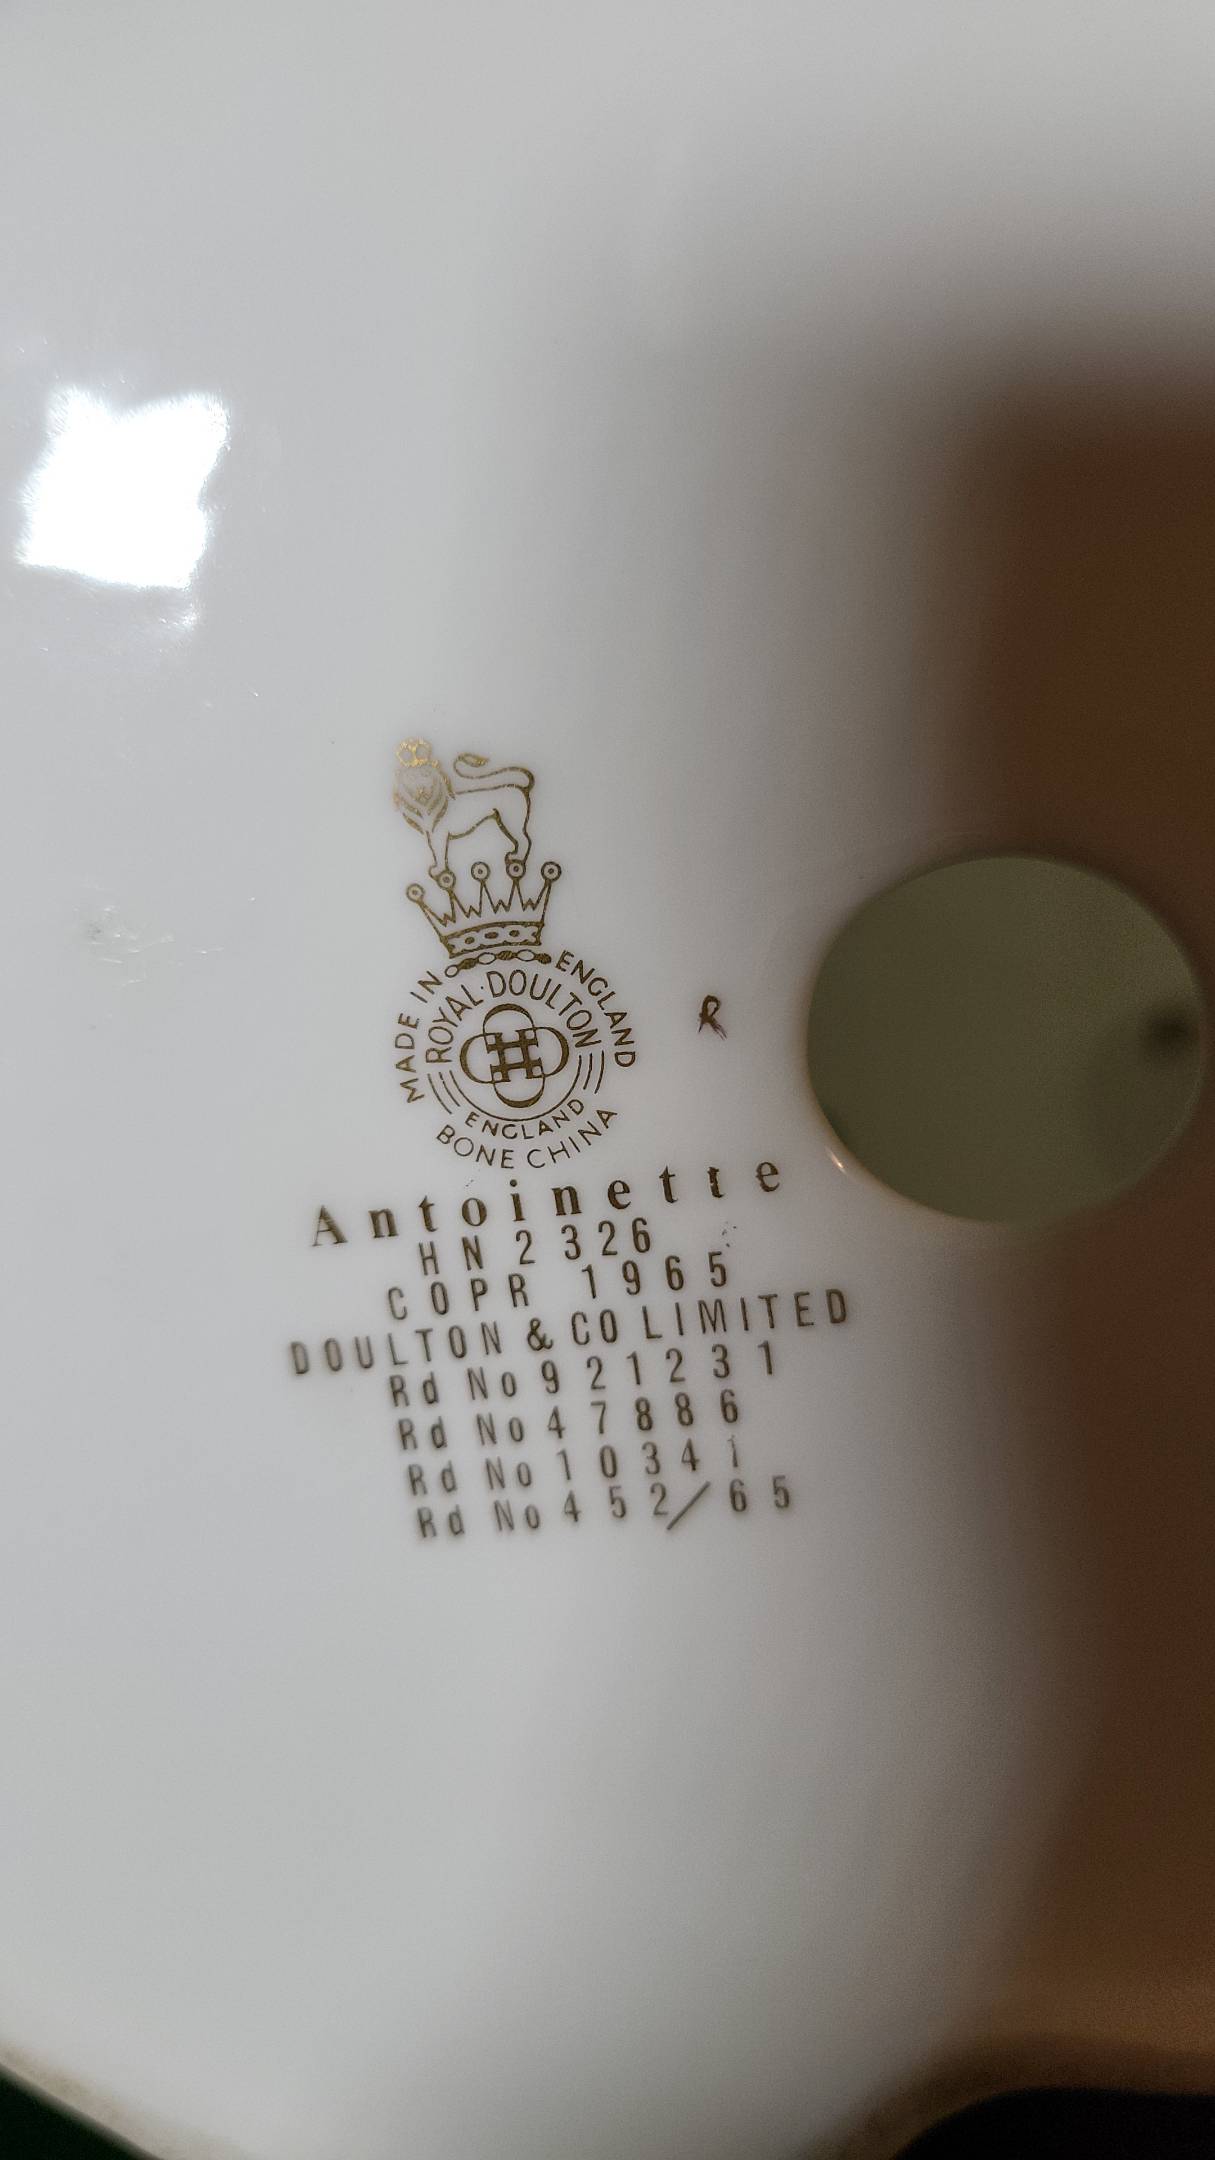 MADE IN ENGLAND
ROYAL·DOULTON
ENGLAND
BONE CHINA
R
Antoinette
HN 2326
COPR 1965
DOULTON & CO LIMITED
Rd No 921231
Rd No 47886
Rd No 10341
Rd No 452/65